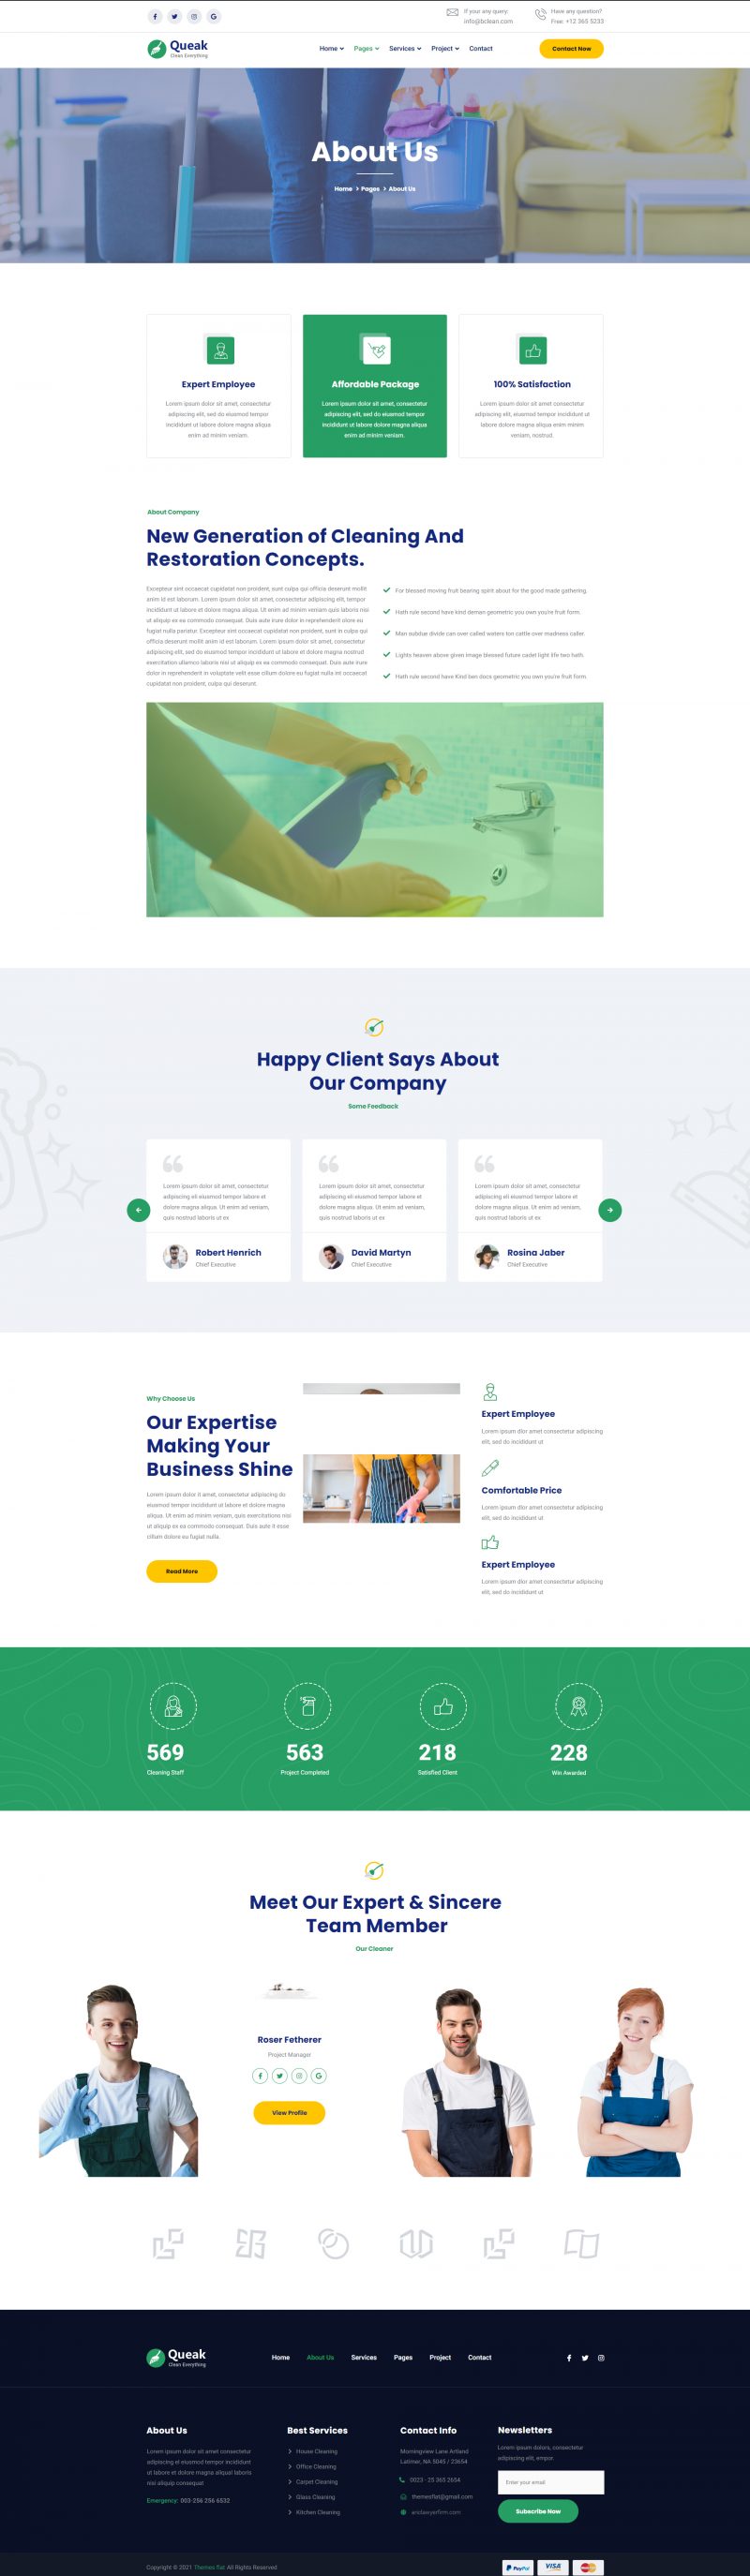 If your any query:
info@bclean.com
Have any question?
Free: +12 365 5233
Queak
Clean Everything
Home
Pages
Services
Project
Contact
Contact Now
About Us
Home > Pages > About Us
Expert Employee
Lorem ipsum dolor sit amet, consectetur
adipiscing elit, sed do eiusmod tempor
incididunt ut labore dolore magna aliqua
enim ad minim veniam.
Affordable Package
Lorem ipsum dolor sit amet, consectetur
adipiscing elit, sed do eiusmod tempor
incididunt ut labore dolore magna aliqua
enim ad minim veniam.
100% Satisfaction
Lorem ipsum dolor sit amet, consectetur
adipiscing elit, eiusmod tempor incididunt ut
labore dolore magna aliqua enim minim
veniam, nostrud.
About Company
New Generation of Cleaning And
Restoration Concepts.
Excepteur sint occaecat cupidatat non proident, sunt culpa qui officia deserunt mollit
anim id est laborum. Lorem ipsum dolor sit amet, consectetur adipiscing elit, tempor
incididunt ut labore et dolore magna aliqua. Ut enim ad minim veniam quis laboris nisi
ut aliquip ex ea commodo consequat. Duis aute irure dolor in reprehenderit olore eu
fugiat nulla pariatur. Excepteur sint occaecat cupidatat non proident, sunt in culpa qui
officia deserunt mollit anim id est laborum. Lorem ipsum dolor sit amet, consectetur
adipiscing elit, sed do eiusmod tempor incididunt ut labore et dolore magna nostrud
exercitation ullamco laboris nisi ut aliquip ex ea commodo consequat. Duis aute irure
dolor in reprehenderit in voluptate velit esse cillum dolore eu fugiat nulla int occaecat
cupidatat non proident, culpa qui deserunt.
For blessed moving fruit bearing spirit about for the good made gathering.
Hath rule second have kind deman geometric you own you're fruit form.
Man subdue divide can over called waters ton cattle over madness caller.
Lights heaven above given image blessed future cadet light life two hath.
Hath rule second have Kind ken docs geometric you own you're fruit form.
Happy Client Says About
Our Company
Some Feedback
Lorem ipsum dolor sit amet, consectetur
adipiscing eli eiusmod tempor labore et
dolore magna aliqua. Ut enim ad veniam,
quis nostrud laboris ut ex
Robert Henrich
Chief Executive
Lorem ipsum dolor sit amet, consectetur
adipiscing eli eiusmod tempor labore et
dolore magna aliqua. Ut enim ad veniam,
quis nostrud laboris ut ex
David Martyn
Chief Executive
Lorem ipsum dolor sit amet, consectetur
adipiscing eli eiusmod tempor labore et
dolore magna aliqua. Ut enim ad veniam,
quis nostrud laboris ut ex
Rosina Jaber
Chief Executive
Why Choose Us
Our Expertise
Making Your
Business Shine
Lorem ipsum dolor it amet, consectetur adipiscing do
eiusmod tempor incididunt ut labore et dolore magna
aliqua. Ut enim ad minim veniam, quis exercitations nisi
ut aliquip ex ea commodo consequat. Duis aute it esse
cillum dolore eu fugiat nulla.
Read More
Expert Employee
Lorem ipsum dlor amet consectetur adipiscing
elit, sed do incididunt ut
Comfortable Price
Lorem ipsum dlor amet consectetur adipiscing
elit, sed do incididunt ut
Expert Employee
Lorem ipsum dlor amet consectetur adipiscing
elit, sed do incididunt ut
569
Cleaning Staff
563
Project Completed
218
Satisfied Client
228
Win Awarded
Meet Our Expert & Sincere
Team Member
Our Cleaner
Roser Fetherer
Project Manager
View Profile
Queak
Clean Everything
Home
About Us
Services
Pages
Project
Contact
About Us
Lorem ipsum dolor sit amet consectetur
adipiscing elit eiusmod tempor incididunt
ut labore et dolore magna aliquat laboris
nisi aliquip consequat
Emergency: 003-256 256 6532
Best Services
House Cleaning
Office Cleaning
Carpet Cleaning
Glass Cleaning
Kitchen Cleaning
Contact Info
Morningview Lane Artland
Latimer, NA 5049 / 23654
0023 - 25 365 2654
themesflat@gmail.com
andlawyerfirm.com
Newsletters
Lorem ipsum dolors, consectetur
adipiscing elit, empor.
Enter your email
Subscribe Now
Copyright © 2021 Themes flat All Rights Reserved
PayPal
VISA